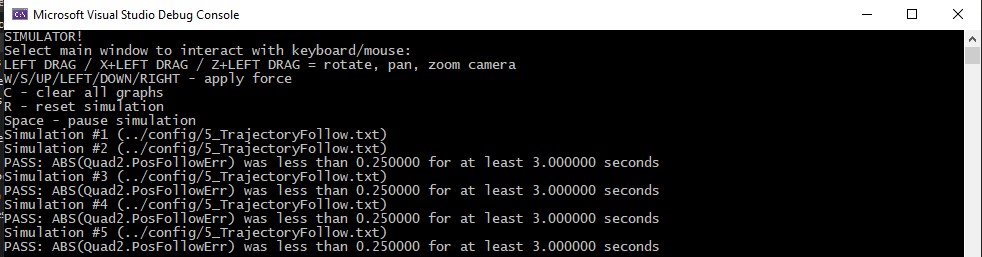 Microsoft Visual Studio Debug Console
SIMULATOR!
Select main window to interact with keyboard/mouse:
LEFT DRAG / X+LEFT DRAG / Z+LEFT DRAG = rotate, pan, zoom camera
W/S/UP/LEFT/DOWN/RIGHT - apply force
C - clear all graphs
R - reset simulation
Space - pause simulation
Simulation #1 (../config/5_TrajectoryFollow.txt)
Simulation #2 (../config/5_TrajectoryFollow.txt)
PASS: ABS(Quad2.PosFollowErr) was less than 0.250000 for at least 3.000000 seconds
Simulation #3 (../config/5_TrajectoryFollow.txt)
PASS: ABS(Quad2.PosFollowErr) was less than 0.250000 for at least 3.000000 seconds
Simulation #4 (../config/5_TrajectoryFollow.txt)
PASS: ABS(Quad2.PosFollowErr) was less than 0.250000 for at least 3.000000 seconds
Simulation #5 (../config/5_TrajectoryFollow.txt)
PASS: ABS(Quad2.PosFollowErr) was less than 0.250000 for at least 3.000000 seconds